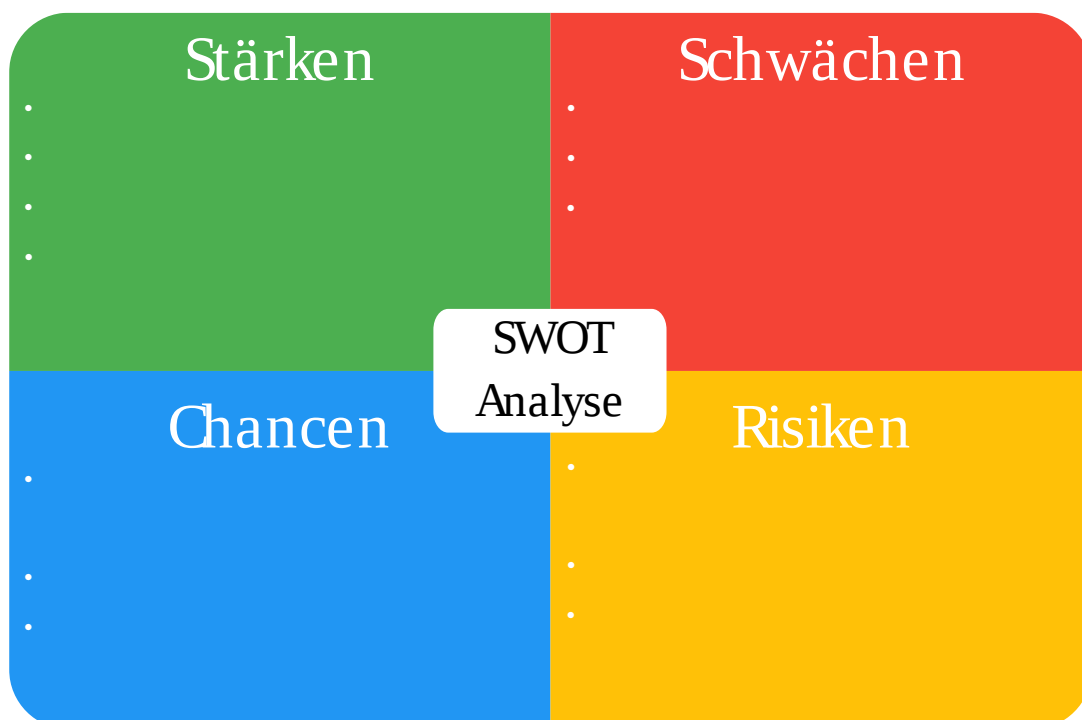 Stärken
Schwächen
SWOT
Analyse
Chancen
Risiken